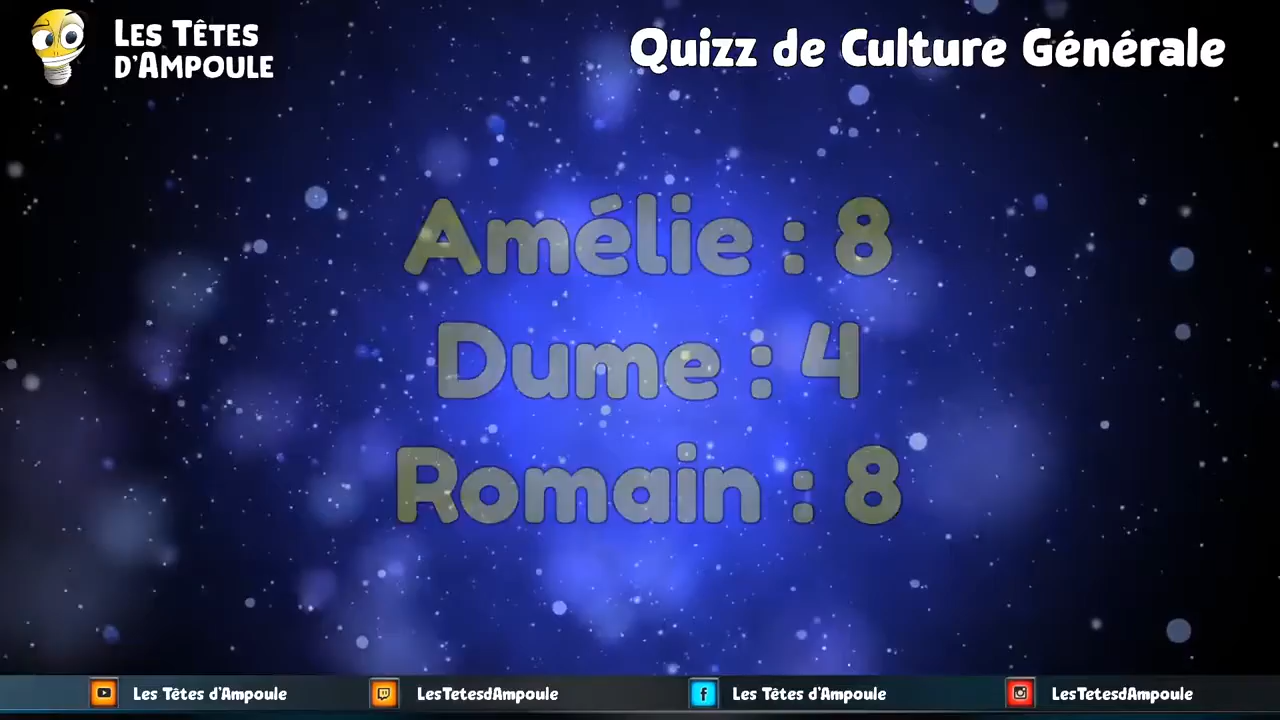 Les Têtes
d'Ampoule
Quizz de Culture Générale
Amélie : 8
Dume : 4
Romain : 8
Les Têtes d'Ampoule
LesTetesdAmpoule
Les Têtes d'Ampoule
LesTetesdAmpoule